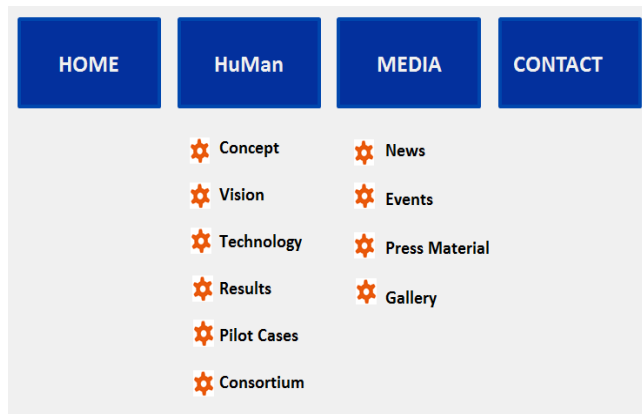 HOME
HuMan
MEDIA
CONTACT
Concept
Vision
Technology
Results
Pilot Cases
Consortium
News
Events
Press Material
Gallery